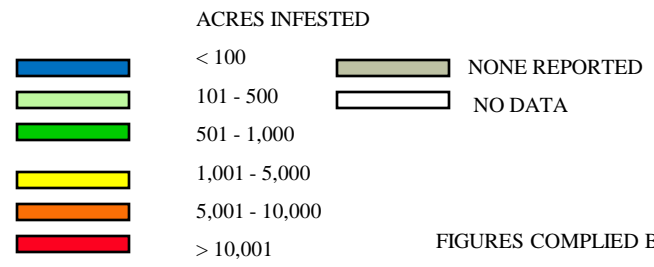 ACRES INFESTED
< 100
101 - 500
501 - 1,000
1,001 - 5,000
5,001 - 10,000
> 10,001
NONE REPORTED
NO DATA
FIGURES COMPLIED